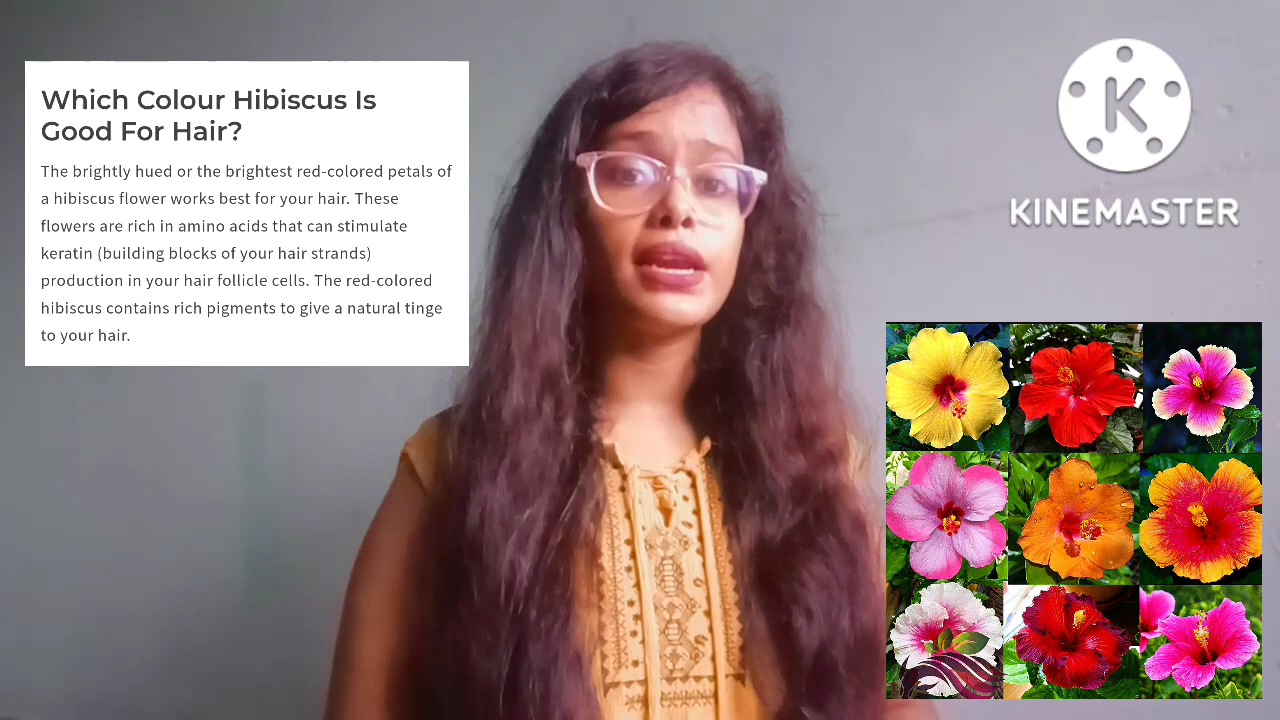 Which Colour Hibiscus Is
Good For Hair?
The brightly hued or the brightest red-colored petals of
a hibiscus flower works best for your hair. These
flowers are rich in amino acids that can stimulate
keratin (building blocks of your hair strands)
production in your hair follicle cells. The red-colored
hibiscus contains rich pigments to give a natural tinge
to your hair.
K
KINEMASTER